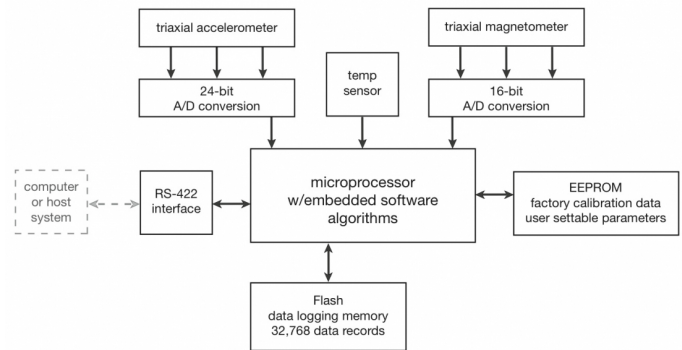 triaxial accelerometer
triaxial magnetometer
24-bit
A/D conversion
temp
sensor
16-bit
A/D conversion
computer
or host
system
RS-422
interface
microprocessor
w/embedded software
algorithms
EEPROM
factory calibration data
user settable parameters
Flash
data logging memory
32,768 data records